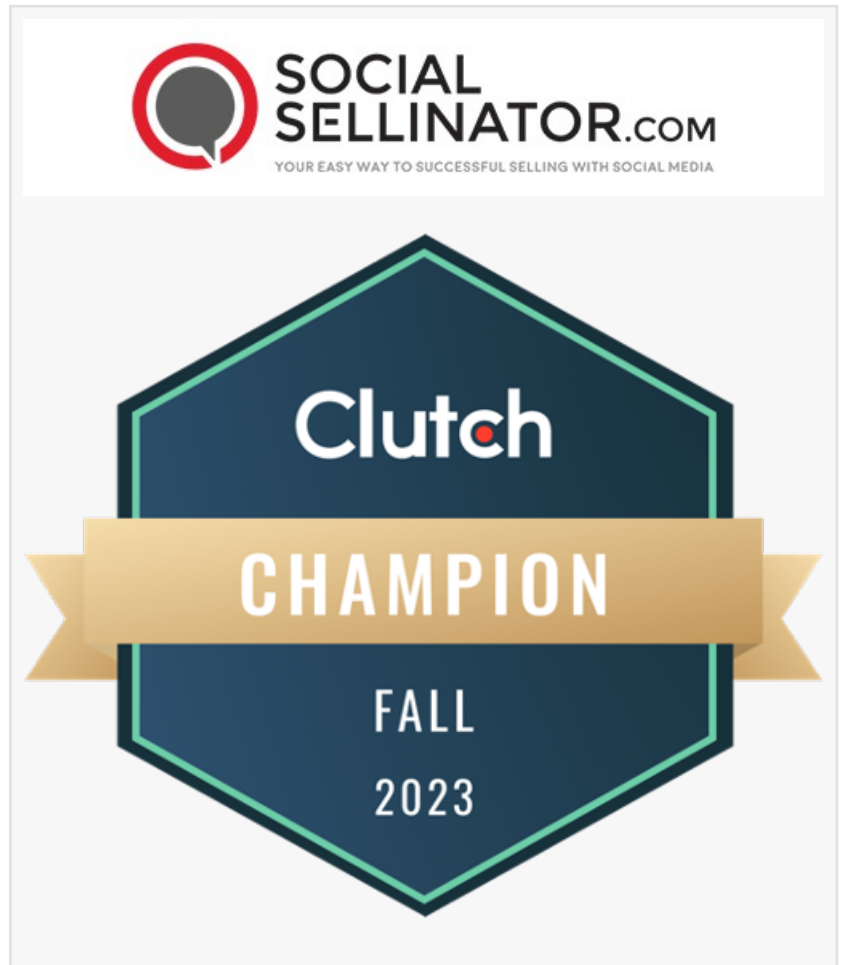 SOCIAL
SELLINATOR.COM
YOUR EASY WAY TO SUCCESSFUL SELLING WITH SOCIAL MEDIA
Clutch
CHAMPION
FALL
2023